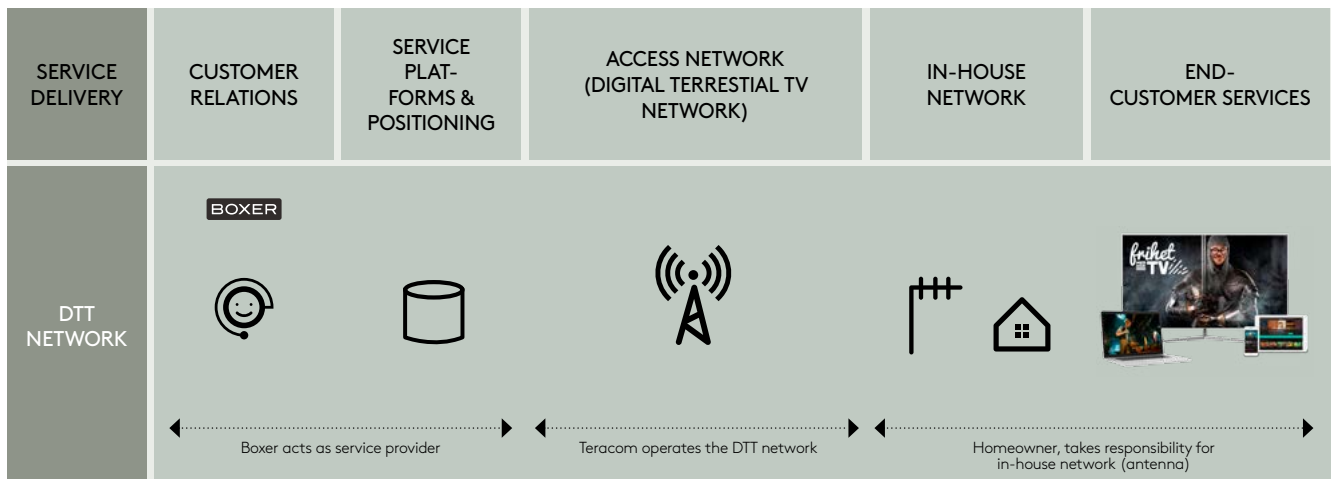 SERVICE
DELIVERY
CUSTOMER
RELATIONS
SERVICE
PLAT-
FORMS &
POSITIONING
ACCESS NETWORK
(DIGITAL TERRESTIAL TV
NETWORK)
IN-HOUSE
NETWORK
END-
CUSTOMER SERVICES
DTT
NETWORK
BOXER
frihet
TV
Boxer acts as service provider
Teracom operates the DTT network
Homeowner, takes responsibility for
in-house network (antenna)